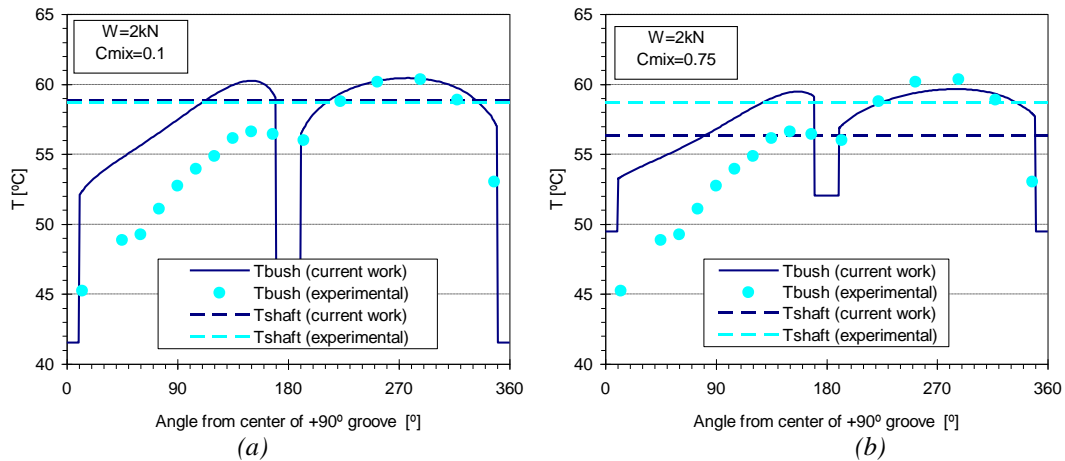 65
60
55
50
45
40
T [ºC]
W=2kN
Cmix=0.1
Tbush (current work)
Tbush (experimental)
Tshaft (current work)
Tshaft (experimental)
0
90
180
270
360
Angle from center of +90º groove [º]
(a)
65
60
55
50
45
40
T [ºC]
W=2kN
Cmix=0.75
Tbush (current work)
Tbush (experimental)
Tshaft (current work)
Tshaft (experimental)
0
90
180
270
360
Angle from center of +90º groove [º]
(b)